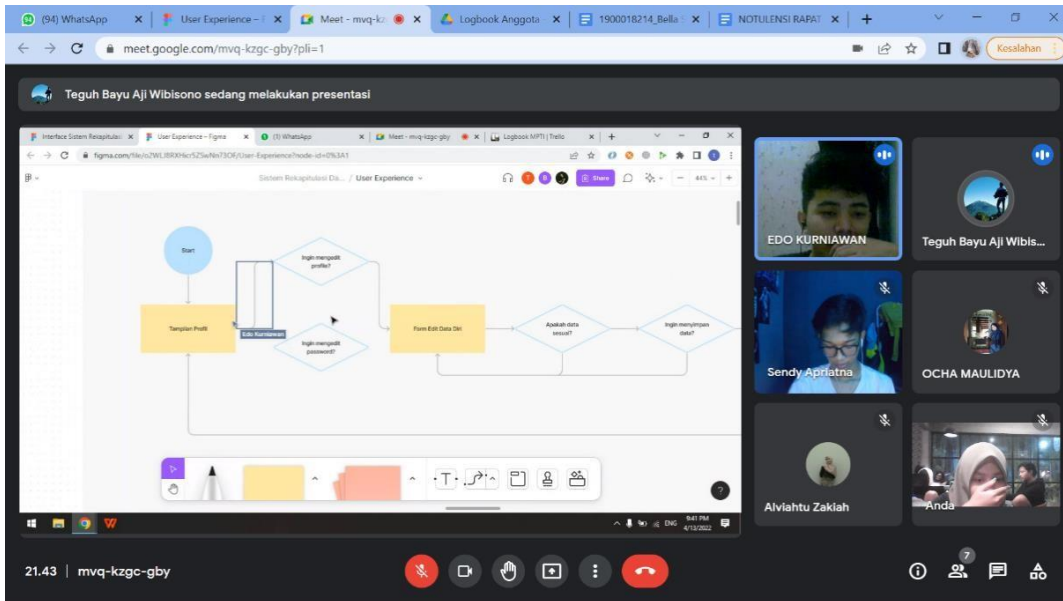 (94) WhatsApp
User Experience –
Meet - mvq-kz
Logbook Anggota
1900018214_Bella
NOTULENSI RAPAT
meet.google.com/mvq-kzgc-gby?pli=1
Kesalahan
Teguh Bayu Aji Wibisono sedang melakukan presentasi
Interface Sistem Rekapitulasi
User Experience – Figma
(1) WhatsApp
Meet - mvq-kzgc-gby
Logbook MPTI | Trello
Sistem Rekapitulasi Da... / User Experience
Share
44%
Start
Ingin mengedit
profile?
Tampilan Profil
Edo Kurniawan
Ingin mengedit
password?
Form Edit Data Diri
Apakah data
sesuai?
Ingin menyimpan
data?
T
ENG
9:41 PM
4/13/2022
EDO KURNIAWAN
Teguh Bayu Aji Wibis...
Sendy Apriatna
OCHA MAULIDYA
Alviahtu Zakiah
Anda
21.43 | mvq-kzgc-gby
7